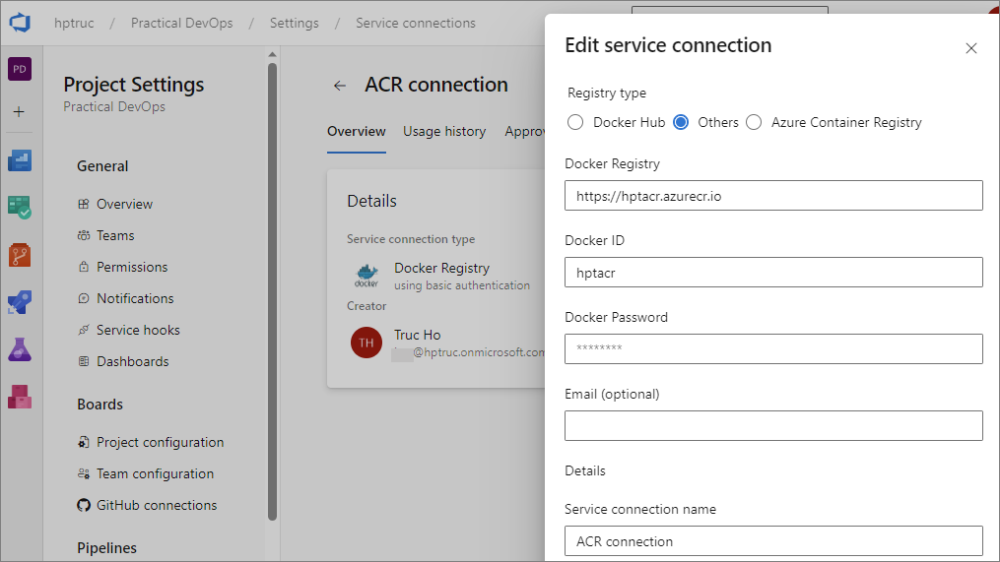 hptruc / Practical DevOps / Settings / Service connections
PD
Project Settings
Practical DevOps
General
Overview
Teams
Permissions
Notifications
Service hooks
Dashboards
Boards
Project configuration
Team configuration
GitHub connections
Pipelines
ACR connection
Overview Usage history
Details
Service connection type
docker
Docker Registry
using basic authentication
Creator
TH
Truc Ho
@hptruc.onmicrosoft.com
Edit service connection
Registry type
Docker Hub Others Azure Container Registry
Docker Registry
https://hptacr.azurecr.io
Docker ID
hptacr
Docker Password
********
Email (optional)
Details
Service connection name
ACR connection